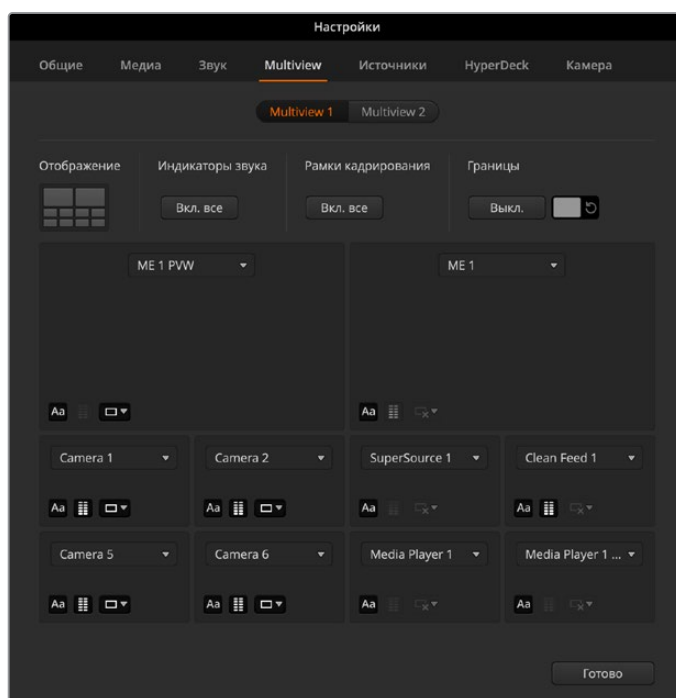 Настройки
Общие Медиа Звук Multiview Источники HyperDeck Камера
Multiview 1 Multiview 2
Отображение Индикаторы звука Рамки кадрирования Границы
Вкл. все Вкл. все Выкл.
ME 1 PVW ME 1
Aa Aa
Camera 1 Camera 2 SuperSource 1 Clean Feed 1
Aa Aa Aa Aa
Camera 5 Camera 6 Media Player 1 Media Player 1 ...
Aa Aa Aa Aa
Готово